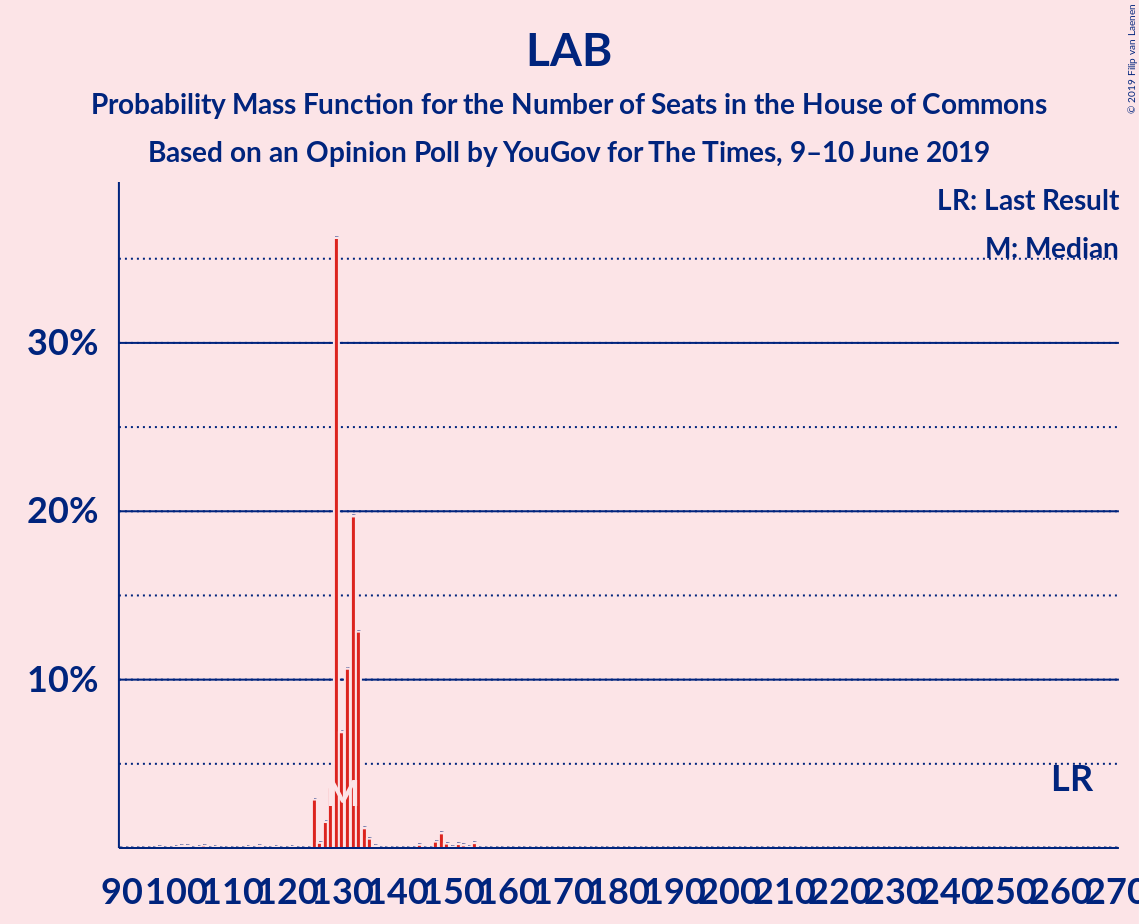 LAB
Probability Mass Function for the Number of Seats in the House of Commons
Based on an Opinion Poll by YouGov for The Times, 9–10 June 2019
© 2019 Filip van Laenen
LR: Last Result
M: Median
30%
20%
10%
M
LR
90 100 110 120 130 140 150 160 170 180 190 200 210 220 230 240 250 260 270